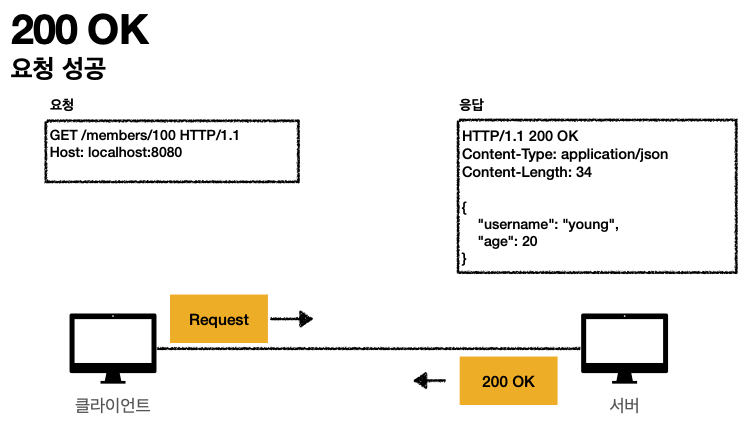 200 OK
요청 성공
요청
GET /members/100 HTTP/1.1
Host: localhost:8080
응답
HTTP/1.1 200 OK
Content-Type: application/json
Content-Length: 34
{
"username": "young",
"age": 20
}
Request
200 OK
클라이언트
서버